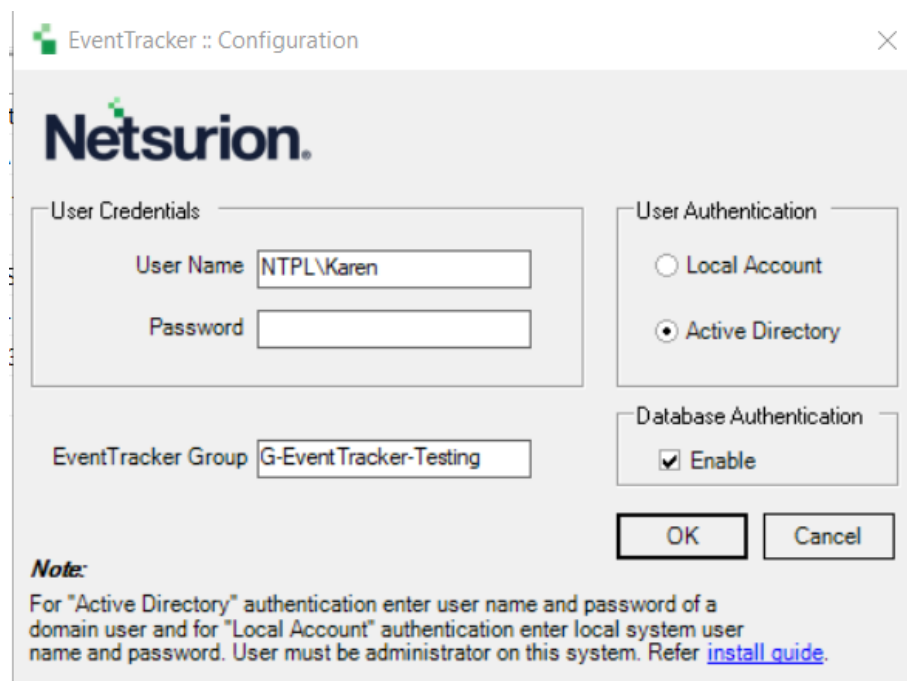 EventTracker :: Configuration
Netsurion®
User Credentials
User Name NTPL\Karen
Password
User Authentication
Local Account
Active Directory
EventTracker Group G-EventTracker-Testing
Database Authentication
Enable
OK Cancel
Note:
For "Active Directory" authentication enter user name and password of a
domain user and for "Local Account" authentication enter local system user
name and password. User must be administrator on this system. Refer install guide.